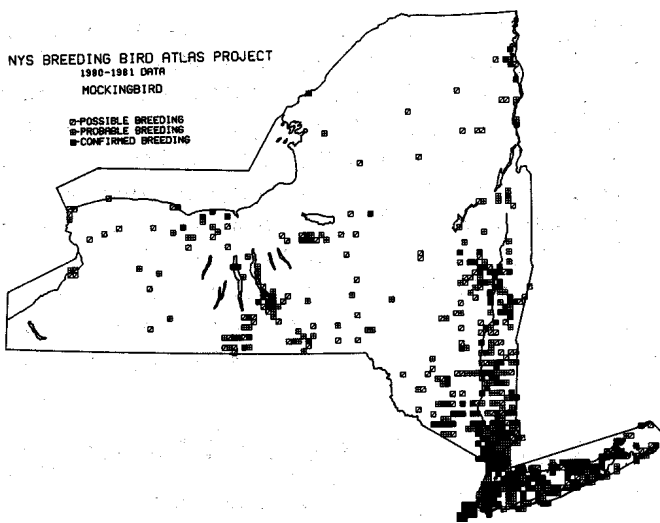 NYS BREEDING BIRD ATLAS PROJECT
1980-1981 DATA
MOCKINGBIRD
⊘-POSSIBLE BREEDING
⊞-PROBABLE BREEDING
■-CONFIRMED BREEDING